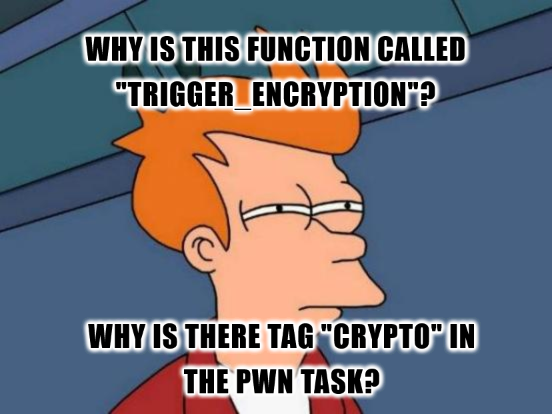 WHY IS THIS FUNCTION CALLED
"TRIGGER_ENCRYPTION"?
WHY IS THERE TAG "CRYPTO" IN
THE PWN TASK?